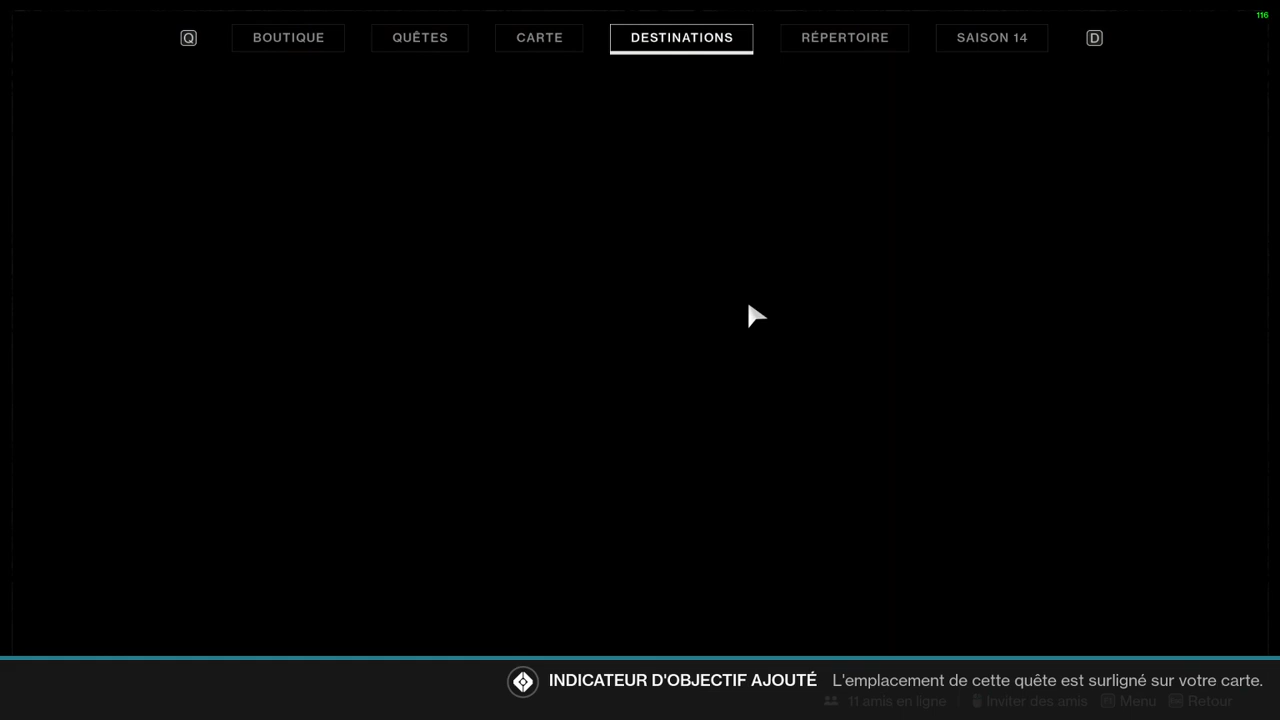 116
Q BOUTIQUE QUÊTES CARTE DESTINATIONS RÉPERTOIRE SAISON 14 D
INDICATEUR D'OBJECTIF AJOUTÉ L'emplacement de cette quête est surligné sur votre carte.
11 amis en ligne Inviter des amis Menu Retour